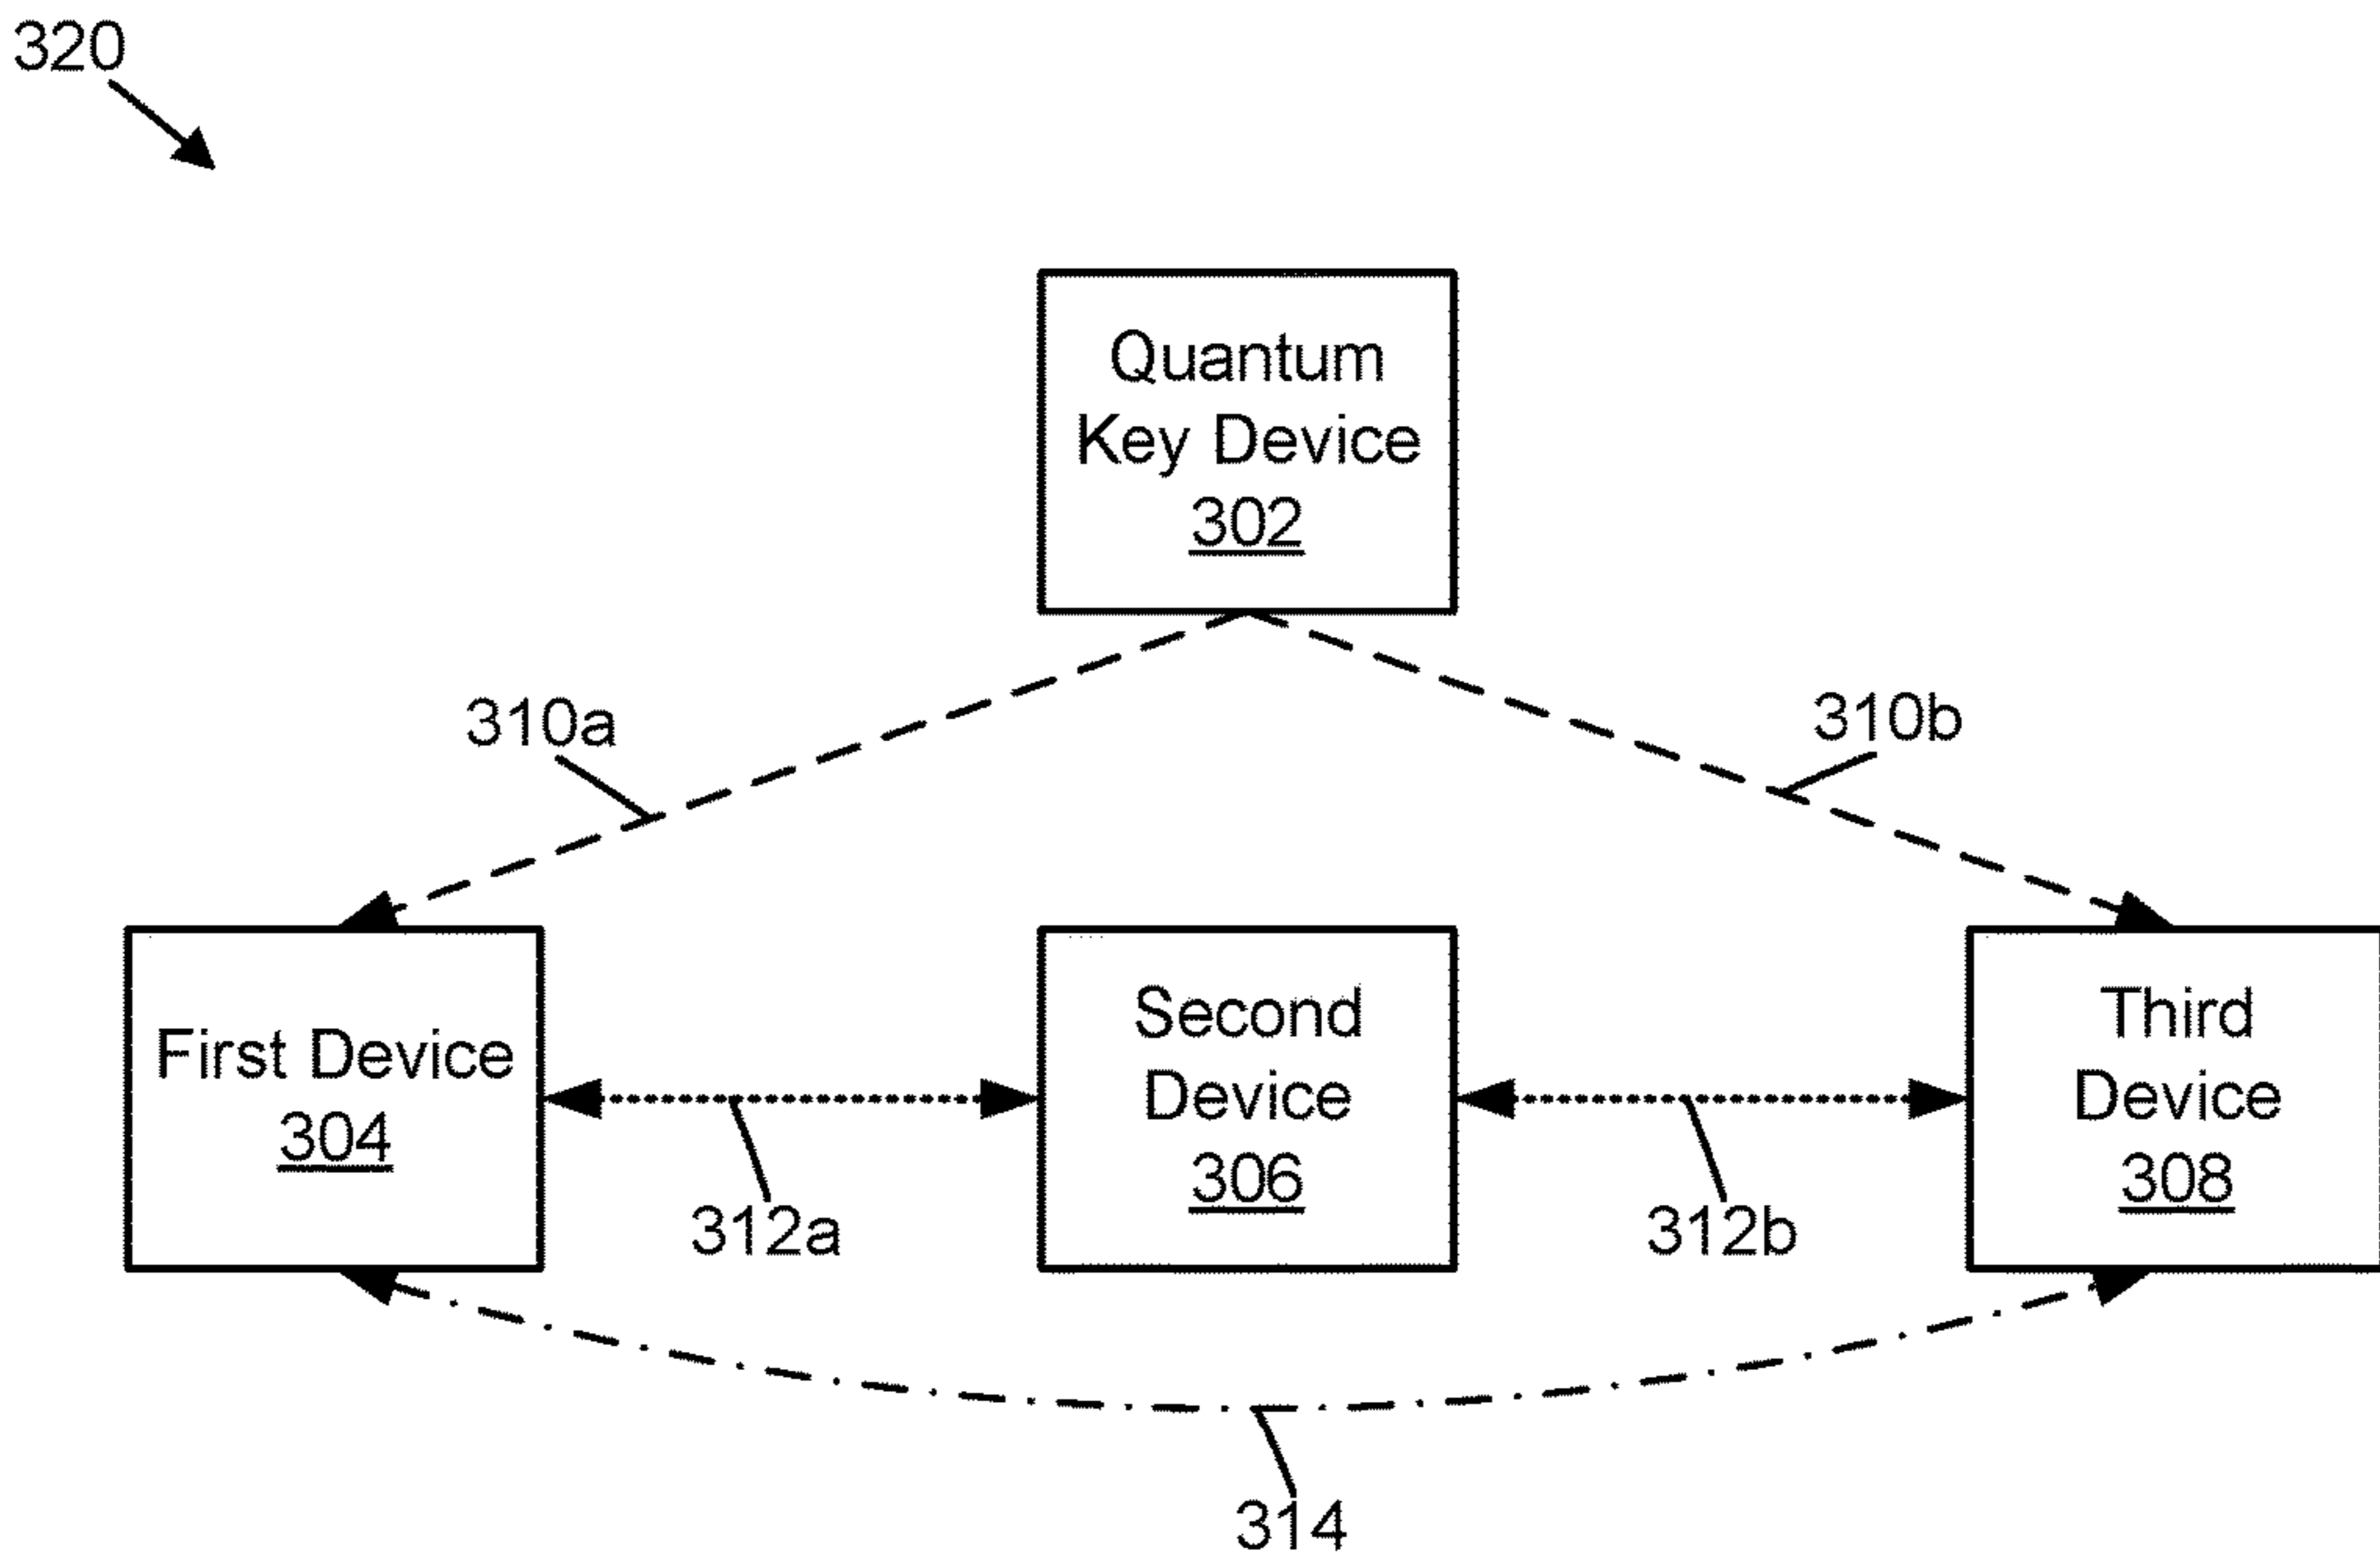 320
Quantum
Key Device
302
310a
310b
First Device
304
Second
Device
306
Third
Device
308
312a
312b
314